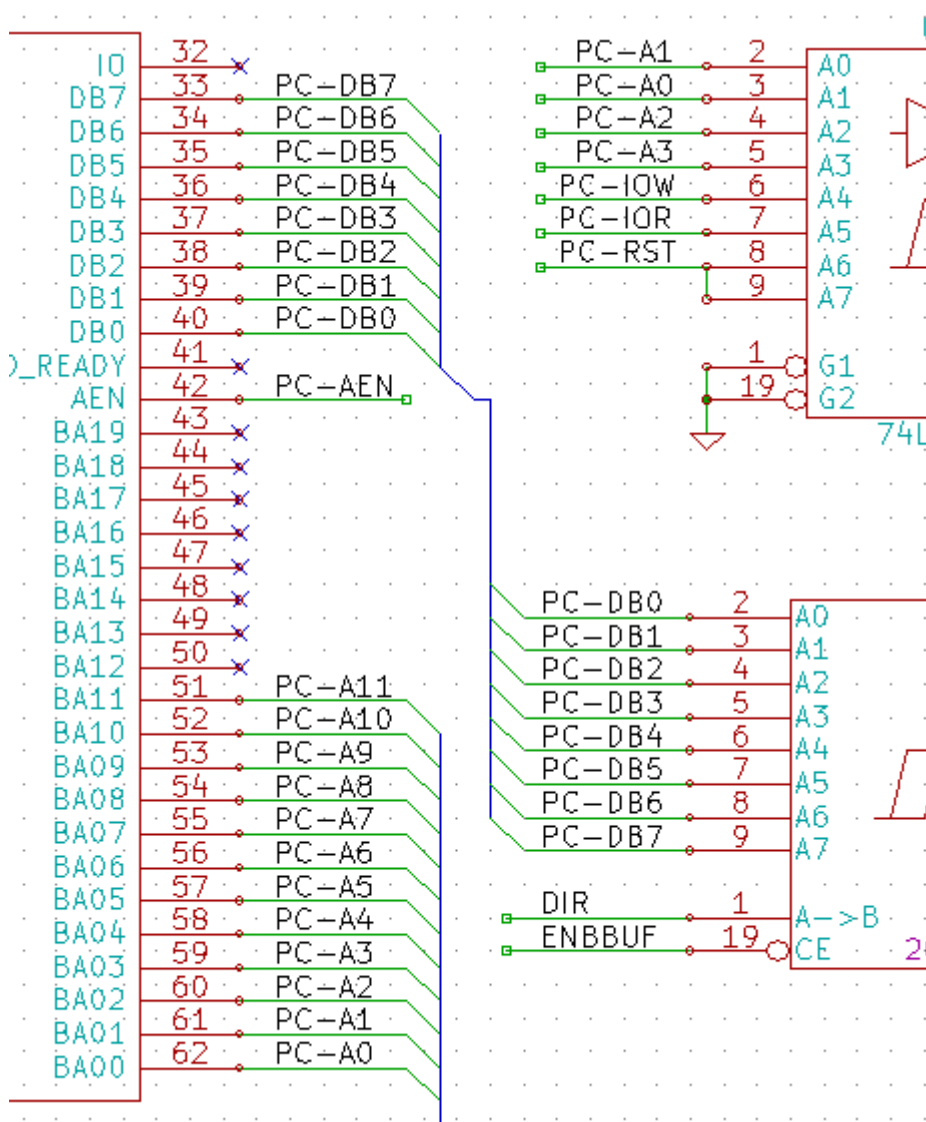 IO 32
DB7 33 PC-DB7
DB6 34 PC-DB6
DB5 35 PC-DB5
DB4 36 PC-DB4
DB3 37 PC-DB3
DB2 38 PC-DB2
DB1 39 PC-DB1
DB0 40 PC-DB0
_READY 41
AEN 42 PC-AEN
BA19 43
BA18 44
BA17 45
BA16 46
BA15 47
BA14 48
BA13 49
BA12 50
BA11 51 PC-A11
BA10 52 PC-A10
BA09 53 PC-A9
BA08 54 PC-A8
BA07 55 PC-A7
BA06 56 PC-A6
BA05 57 PC-A5
BA04 58 PC-A4
BA03 59 PC-A3
BA02 60 PC-A2
BA01 61 PC-A1
BA00 62 PC-A0
PC-A1 2 A0
PC-A0 3 A1
PC-A2 4 A2
PC-A3 5 A3
PC-IOW 6 A4
PC-IOR 7 A5
PC-RST 8 A6
9 A7
1 G1
19 G2
74L
PC-DB0 2 A0
PC-DB1 3 A1
PC-DB2 4 A2
PC-DB3 5 A3
PC-DB4 6 A4
PC-DB5 7 A5
PC-DB6 8 A6
PC-DB7 9 A7
DIR 1 A->B
ENBBUF 19 CE
2